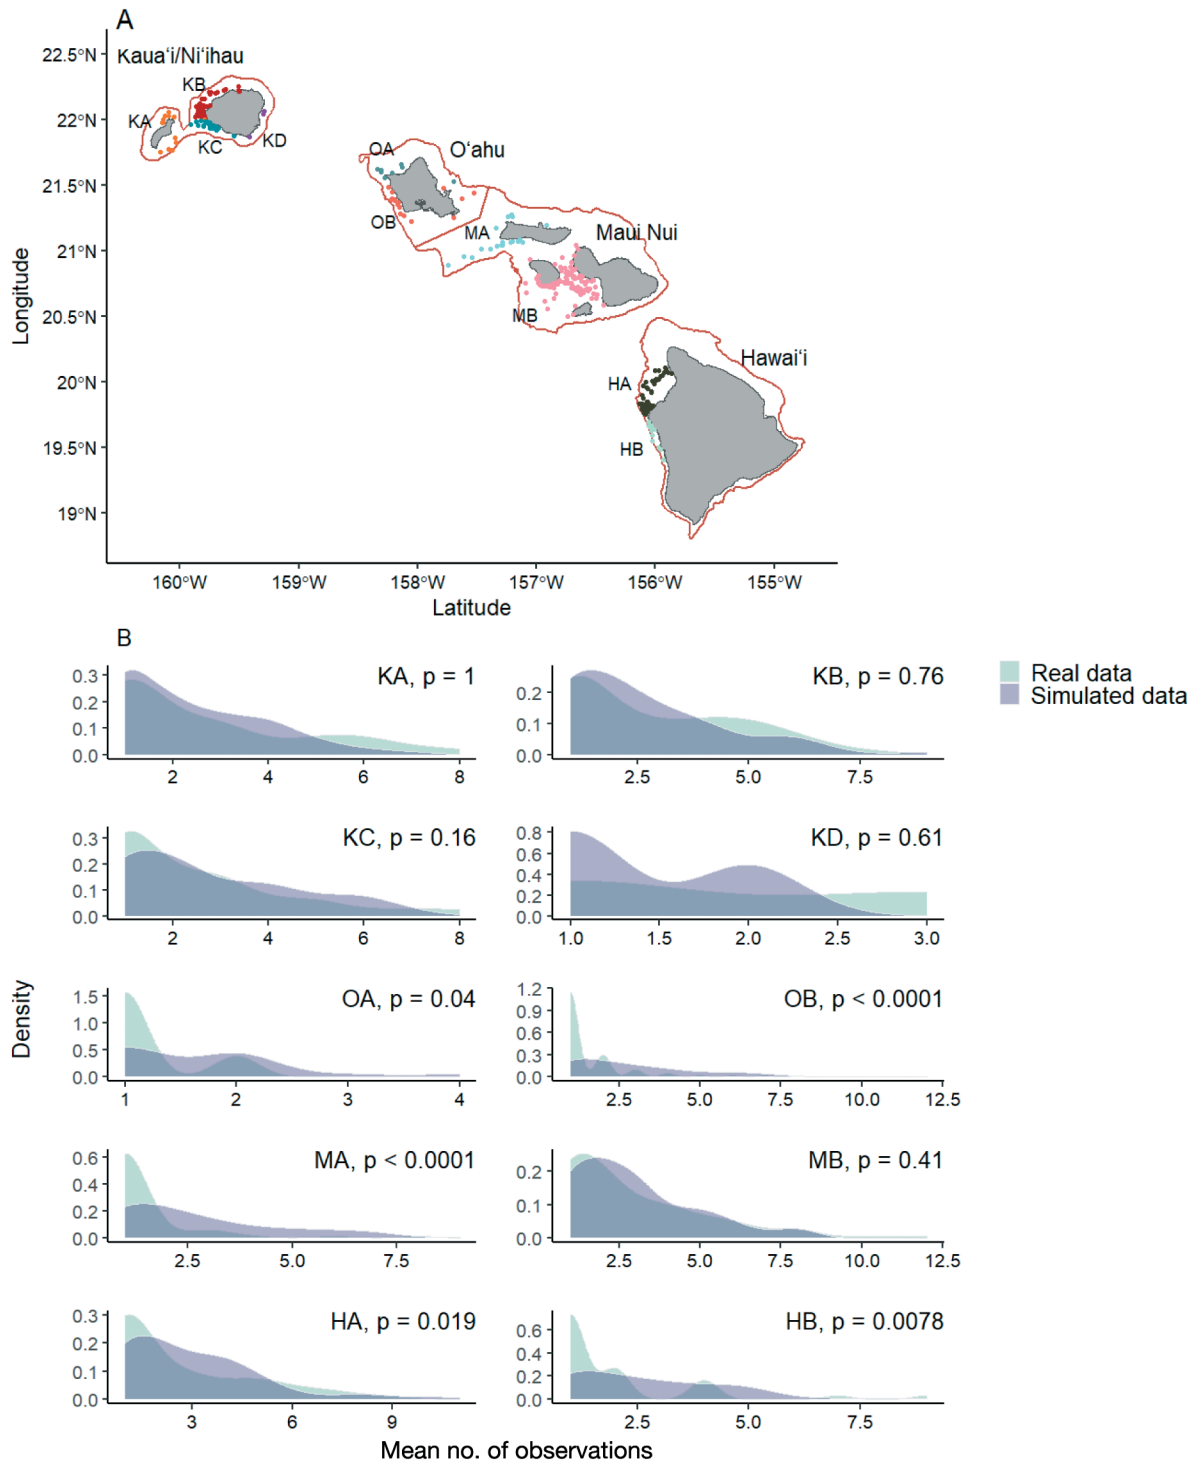 A
22.5°N
Kauaʻi/Niʻihau
KB
22°N
KA
KC
KD
OA
Oʻahu
21.5°N
OB
MA
Maui Nui
21°N
MB
20.5°N
Hawaiʻi
20°N
HA
19.5°N
HB
19°N
Longitude
160°W 159°W 158°W 157°W 156°W 155°W
Latitude
B
KA, p = 1
0.3
0.2
0.1
0.0
2 4 6 8
KB, p = 0.76
0.2
0.1
0.0
2.5 5.0 7.5
Real data
Simulated data
KC, p = 0.16
0.3
0.2
0.1
0.0
2 4 6 8
KD, p = 0.61
0.8
0.6
0.4
0.2
0.0
1.0 1.5 2.0 2.5 3.0
Density
OA, p = 0.04
1.5
1.0
0.5
0.0
1 2 3 4
OB, p < 0.0001
1.2
0.9
0.6
0.3
0.0
2.5 5.0 7.5 10.0 12.5
MA, p < 0.0001
0.6
0.4
0.2
0.0
2.5 5.0 7.5
MB, p = 0.41
0.2
0.1
0.0
2.5 5.0 7.5 10.0 12.5
HA, p = 0.019
0.3
0.2
0.1
0.0
3 6 9
HB, p = 0.0078
0.6
0.4
0.2
0.0
2.5 5.0 7.5
Mean no. of observations